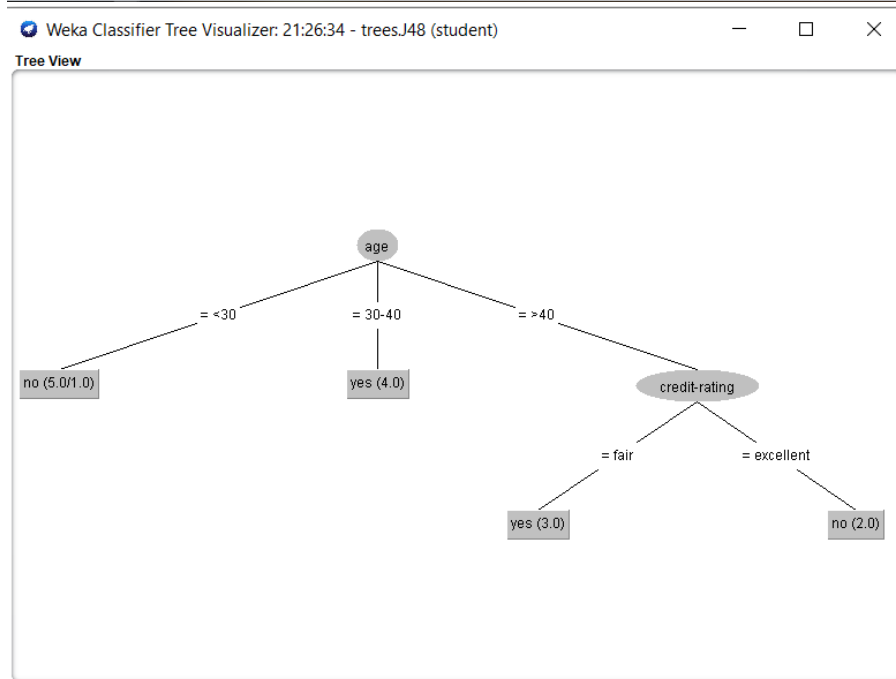 Weka Classifier Tree Visualizer: 21:26:34 - trees.J48 (student)
Tree View
age
= <30
= 30-40
= >40
no (5.0/1.0)
yes (4.0)
credit-rating
= fair
= excellent
yes (3.0)
no (2.0)